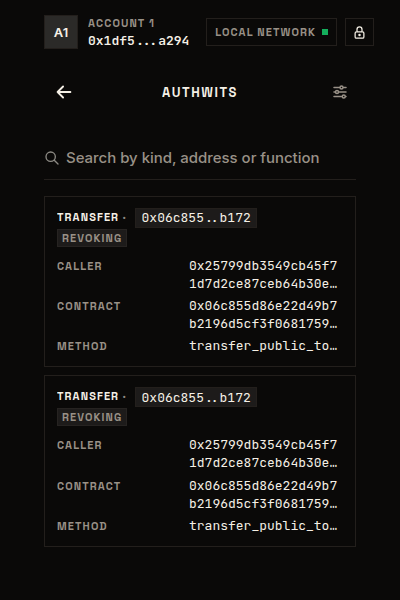 A1
ACCOUNT 1
0x1df5...a294
LOCAL NETWORK
AUTHWITS
Search by kind, address or function
TRANSFER · 0x06c855..b172
REVOKING
CALLER 0x25799db3549cb45f7
1d7d2ce87ceb64b30e…
CONTRACT 0x06c855d86e22d49b7
b2196d5cf3f0681759…
METHOD transfer_public_to…
TRANSFER · 0x06c855..b172
REVOKING
CALLER 0x25799db3549cb45f7
1d7d2ce87ceb64b30e…
CONTRACT 0x06c855d86e22d49b7
b2196d5cf3f0681759…
METHOD transfer_public_to…